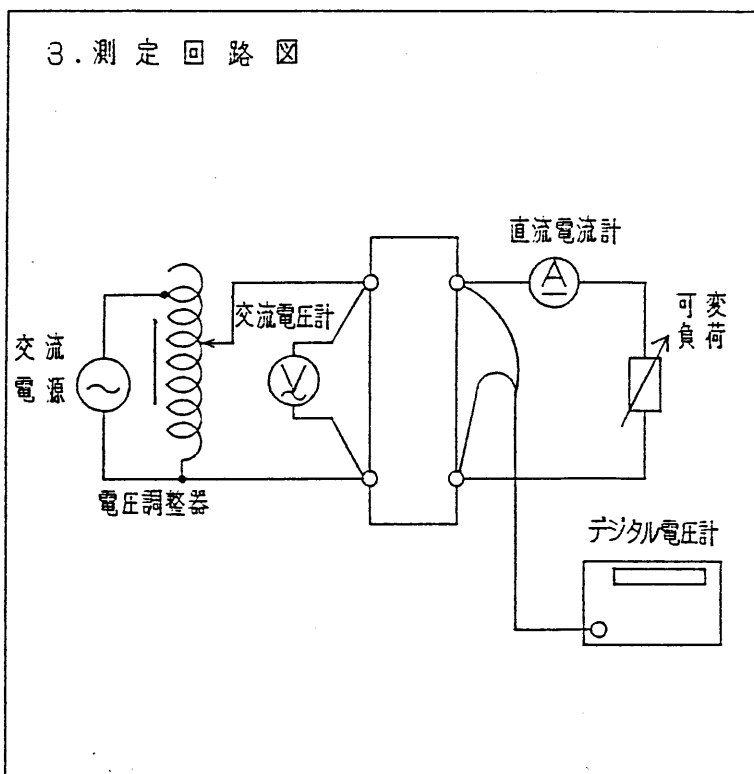 3.測定回路図
直流電流計
A
可変
負荷
交流電圧計
V
交流
電源
電圧調整器
デジタル電圧計